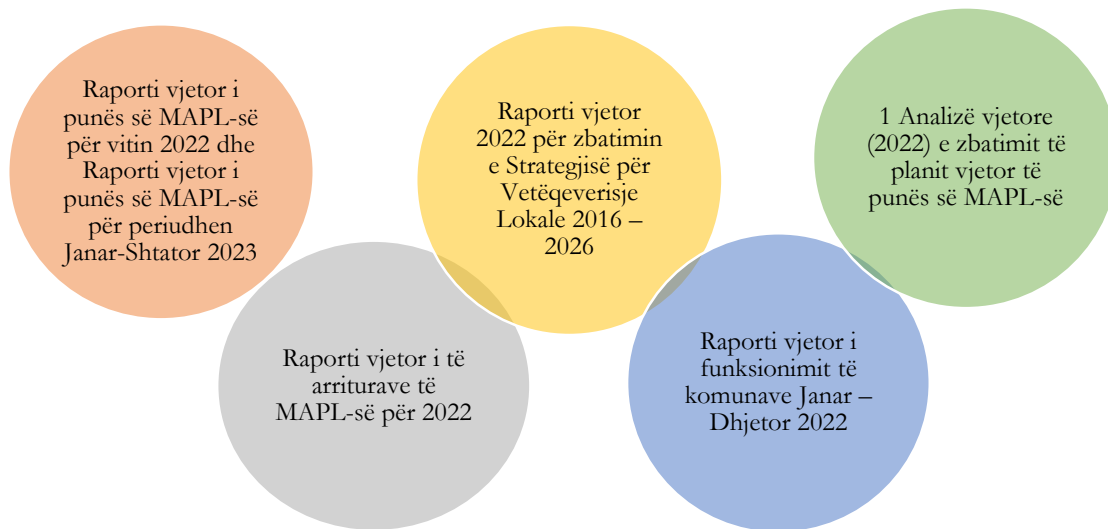 Raporti vjetor i
punës së MAPL-së
për vitin 2022 dhe
Raporti vjetor i
punës së MAPL-së
për periudhen
Janar-Shtator 2023
Raporti vjetor i të
arriturave të
MAPL-së për 2022
Raporti vjetor
2022 për zbatimin
e Strategjisë për
Vetëqeverisje
Lokale 2016 –
2026
Raporti vjetor i
funksionimit të
komunave Janar –
Dhjetor 2022
1 Analizë vjetore
(2022) e zbatimit të
planit vjetor të
punës së MAPL-së